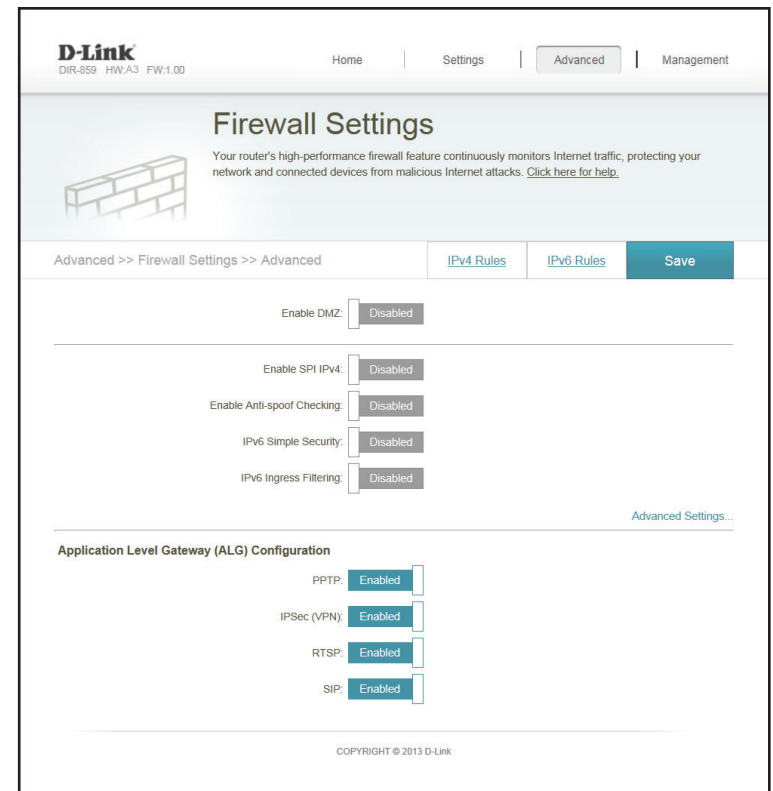 D-Link
DIR-859 HW:A3 FW:1.00
Home
Settings
Advanced
Management
Firewall Settings
Your router's high-performance firewall feature continuously monitors Internet traffic, protecting your
network and connected devices from malicious Internet attacks. Click here for help.
Advanced >> Firewall Settings >> Advanced
IPv4 Rules
IPv6 Rules
Save
Enable DMZ: Disabled
Enable SPI IPv4: Disabled
Enable Anti-spoof Checking: Disabled
IPv6 Simple Security: Disabled
IPv6 Ingress Filtering: Disabled
Advanced Settings...
Application Level Gateway (ALG) Configuration
PPTP: Enabled
IPSec (VPN): Enabled
RTSP: Enabled
SIP: Enabled
COPYRIGHT © 2013 D-Link